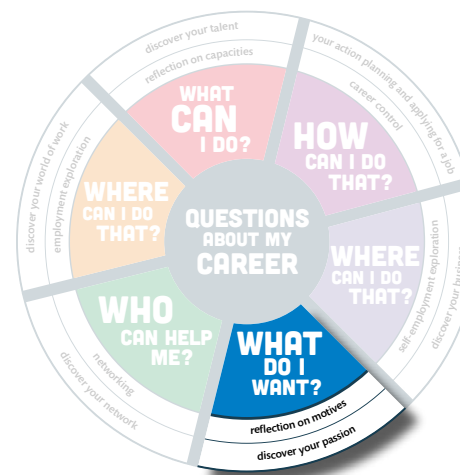 discover your talent
reflection on capacities
WHAT
CAN
I DO?
your action planning and applying for a job
career control
HOW
CAN I DO
THAT?
discover your world of work
employment exploration
WHERE
CAN I DO
THAT?
QUESTIONS
ABOUT MY
CAREER
WHERE
CAN I DO
THAT?
self-employment exploration
discover your
WHO
CAN HELP
ME?
networking
discover your network
WHAT
DO I
WANT?
reflection on motives
discover your passion